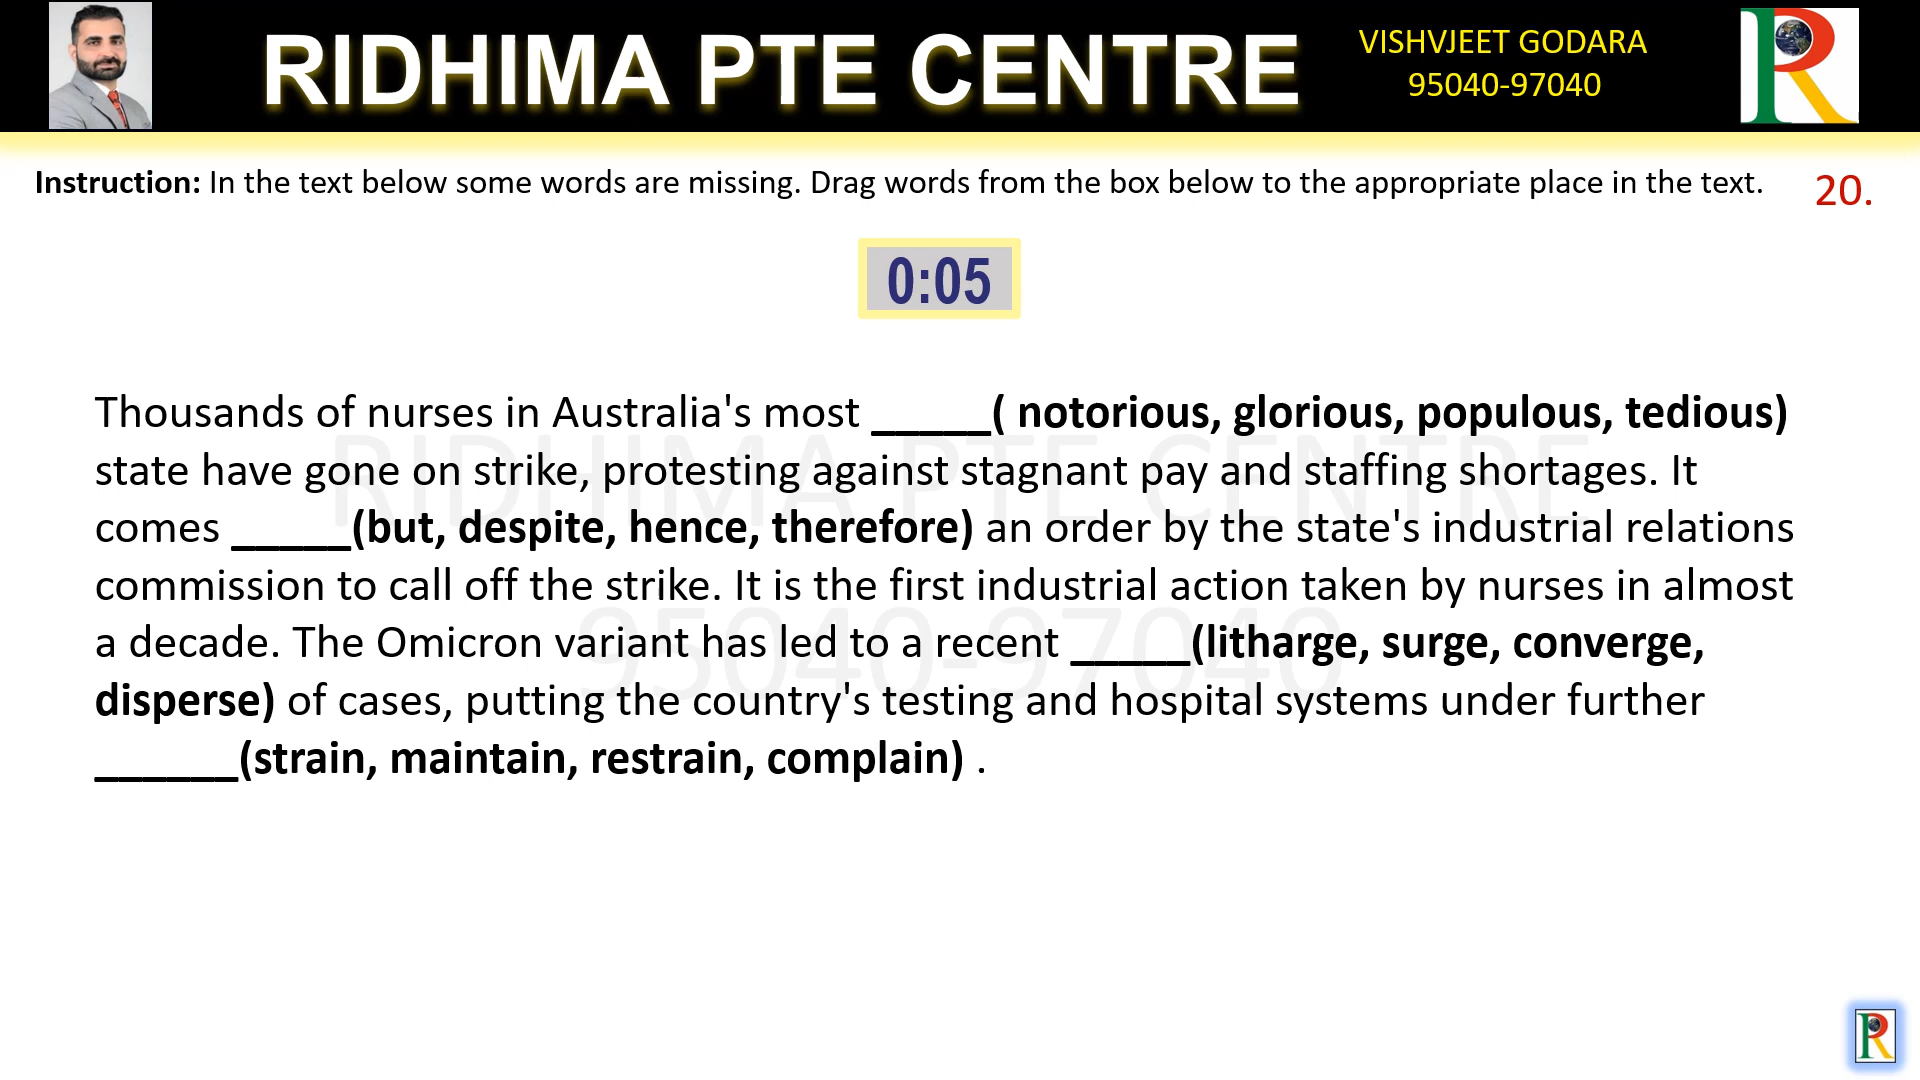 RIDHIMA PTE CENTRE
VISHVJEET GODARA
95040-97040
Instruction: In the text below some words are missing. Drag words from the box below to the appropriate place in the text.
20.
0:05
Thousands of nurses in Australia's most _____( notorious, glorious, populous, tedious)
state have gone on strike, protesting against stagnant pay and staffing shortages. It
comes _____(but, despite, hence, therefore) an order by the state's industrial relations
commission to call off the strike. It is the first industrial action taken by nurses in almost
a decade. The Omicron variant has led to a recent _____(litharge, surge, converge,
disperse) of cases, putting the country's testing and hospital systems under further
______(strain, maintain, restrain, complain) .
RIDHIMA PTE CENTRE
95040-97040